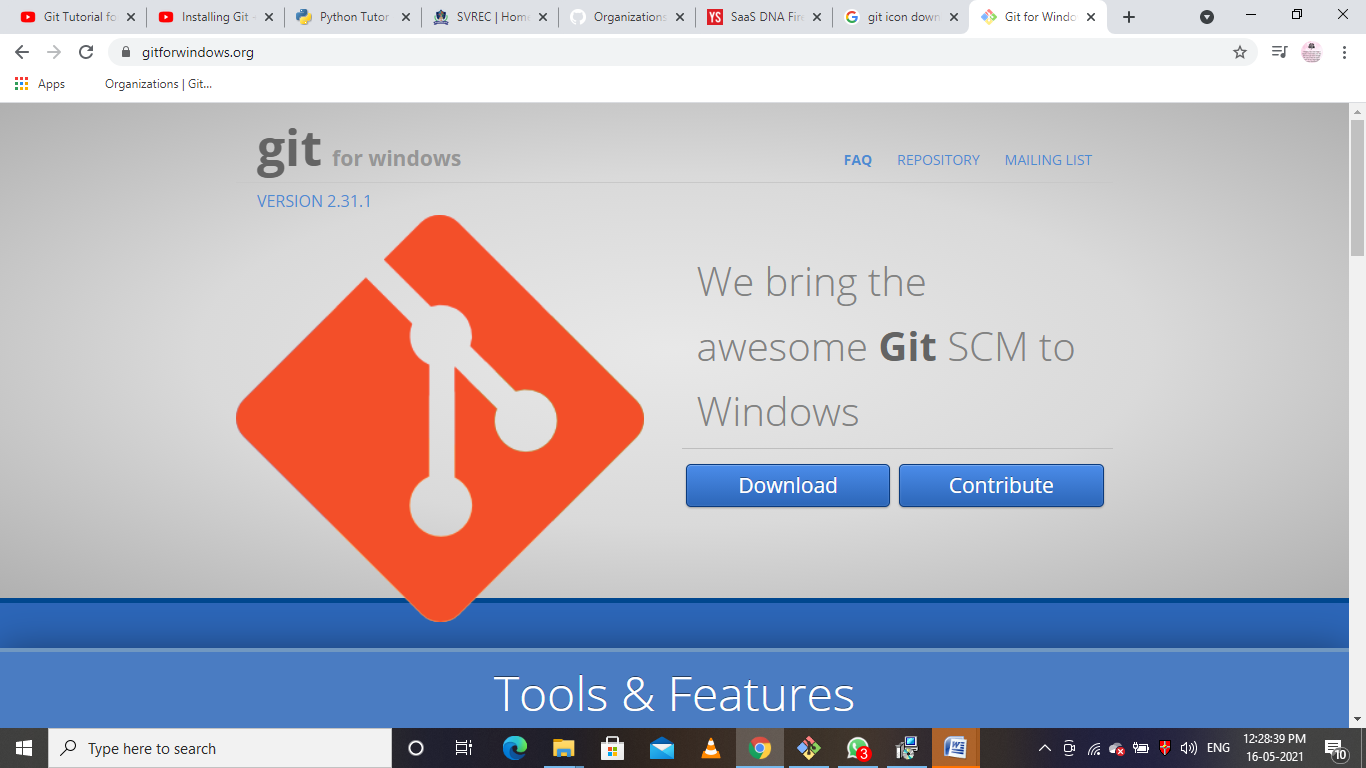 Git Tutorial fo
Installing Git
Python Tutor
SVREC | Hom
Organizations
YS SaaS DNA Fir
git icon down
Git for Windo
gitforwindows.org
Apps
Organizations | Git...
git for windows
FAQ REPOSITORY MAILING LIST
VERSION 2.31.1
We bring the
awesome Git SCM to
Windows
Download Contribute
Tools & Features
Type here to search
3
W
ENG
12:28:39 PM
16-05-2021
10